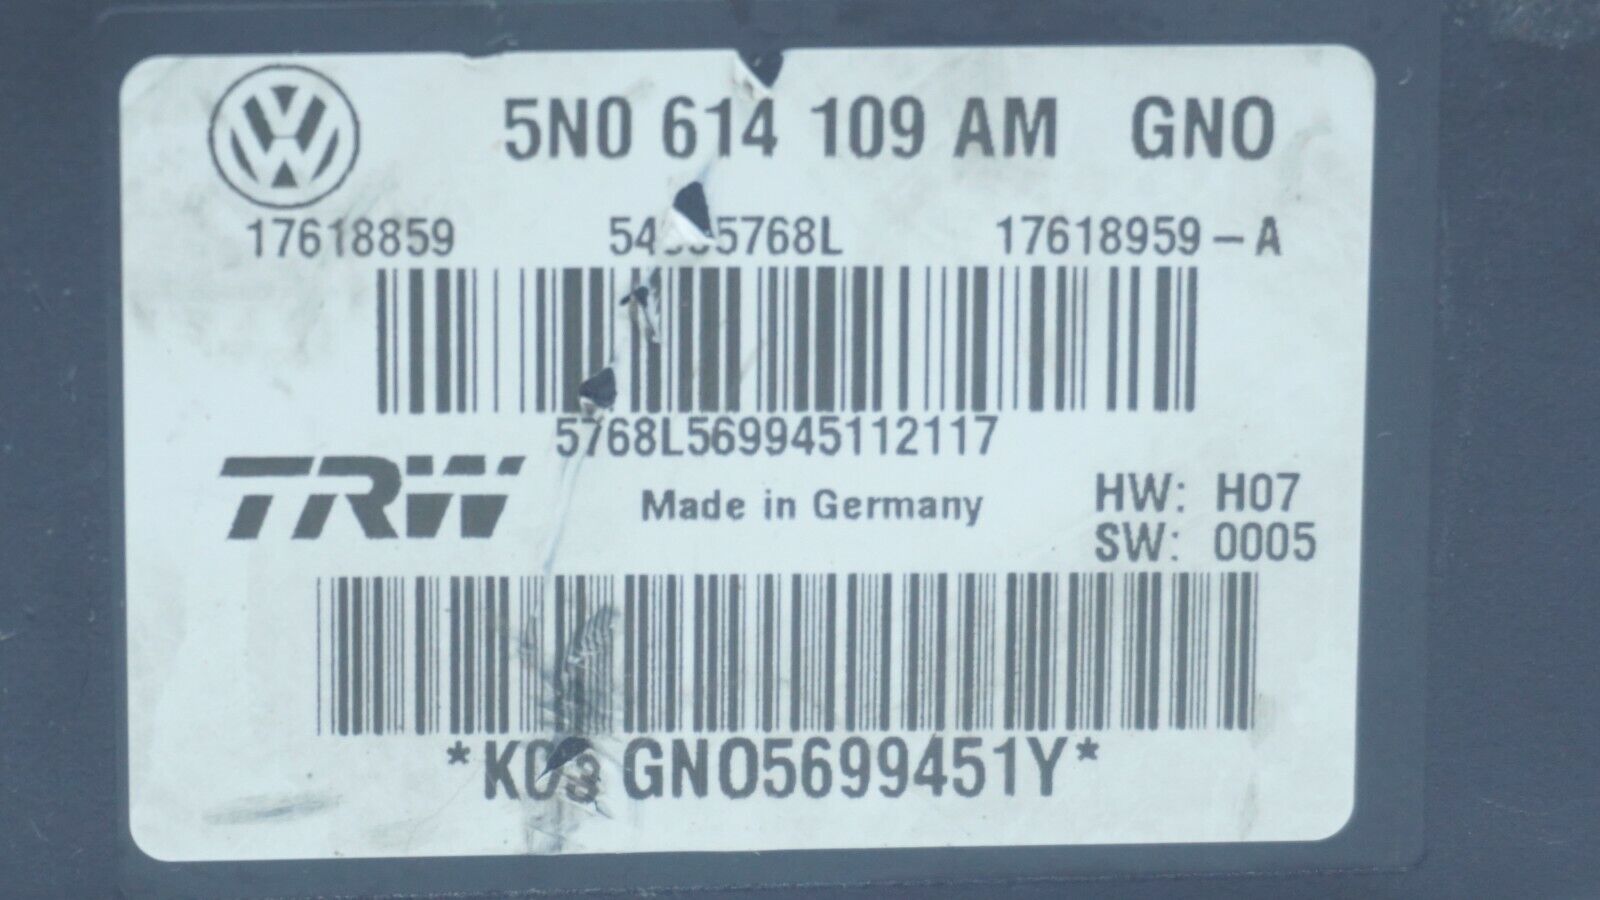 5N0 614 109 AM GNO
17618859 17618959-A
5768L569945112117
TRW
Made in Germany
HW: H07
SW: 0005
GNO5699451Y*